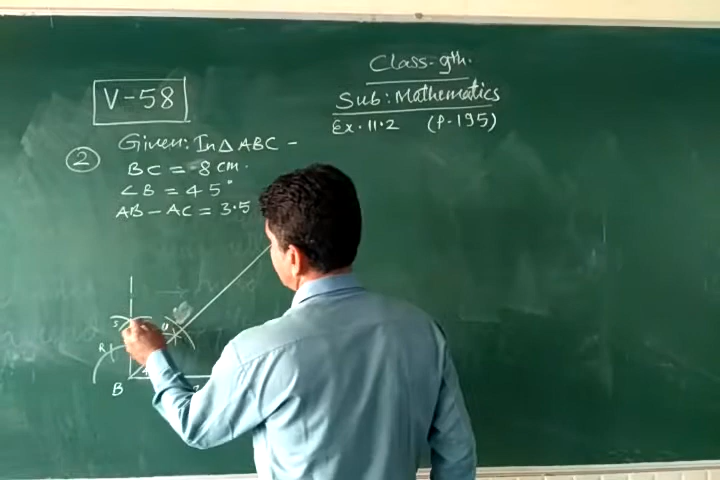 Class-9th.
Sub: Mathematics
Ex. 11.2 (P-195)
V-58
2 Given: In △ ABC -
BC = 8 cm.
∠B = 45°
AB - AC = 3.5
S
R
B